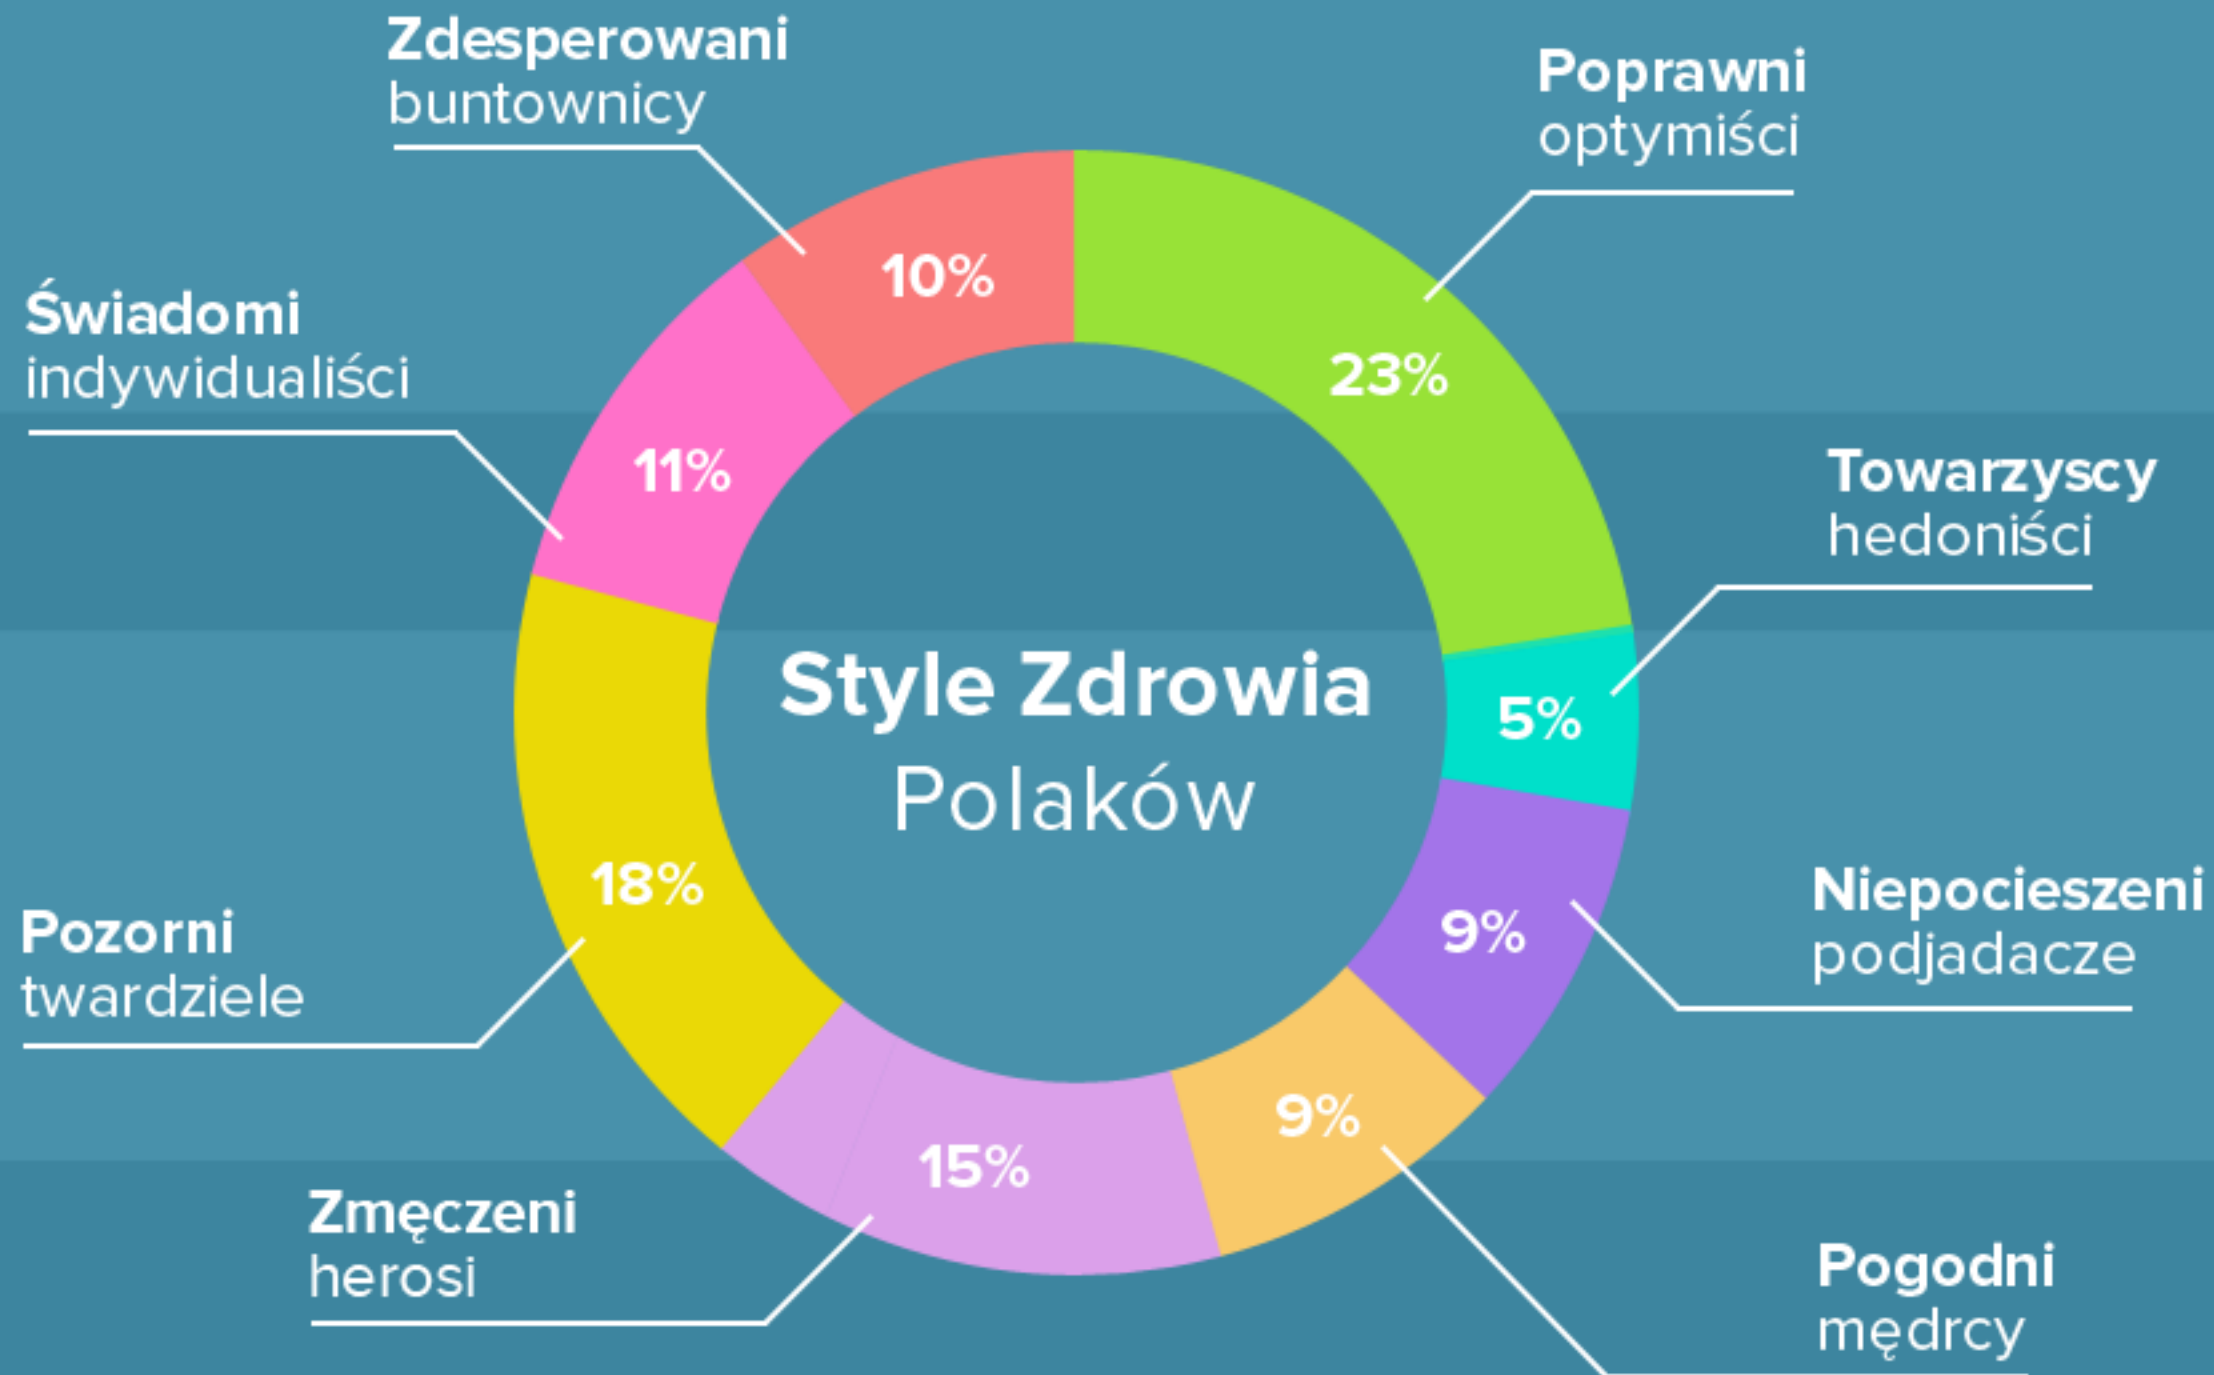 Zdesperowani
buntownicy
Poprawni
optymiści
10%
Świadomi
indywidualiści
23%
11%
Towarzyscy
hedoniści
Style Zdrowia
Polaków
5%
18%
9%
Niepocieszeni
podjadacze
Pozorni
twardziele
9%
15%
Zmęczeni
herosi
Pogodni
mędrcy